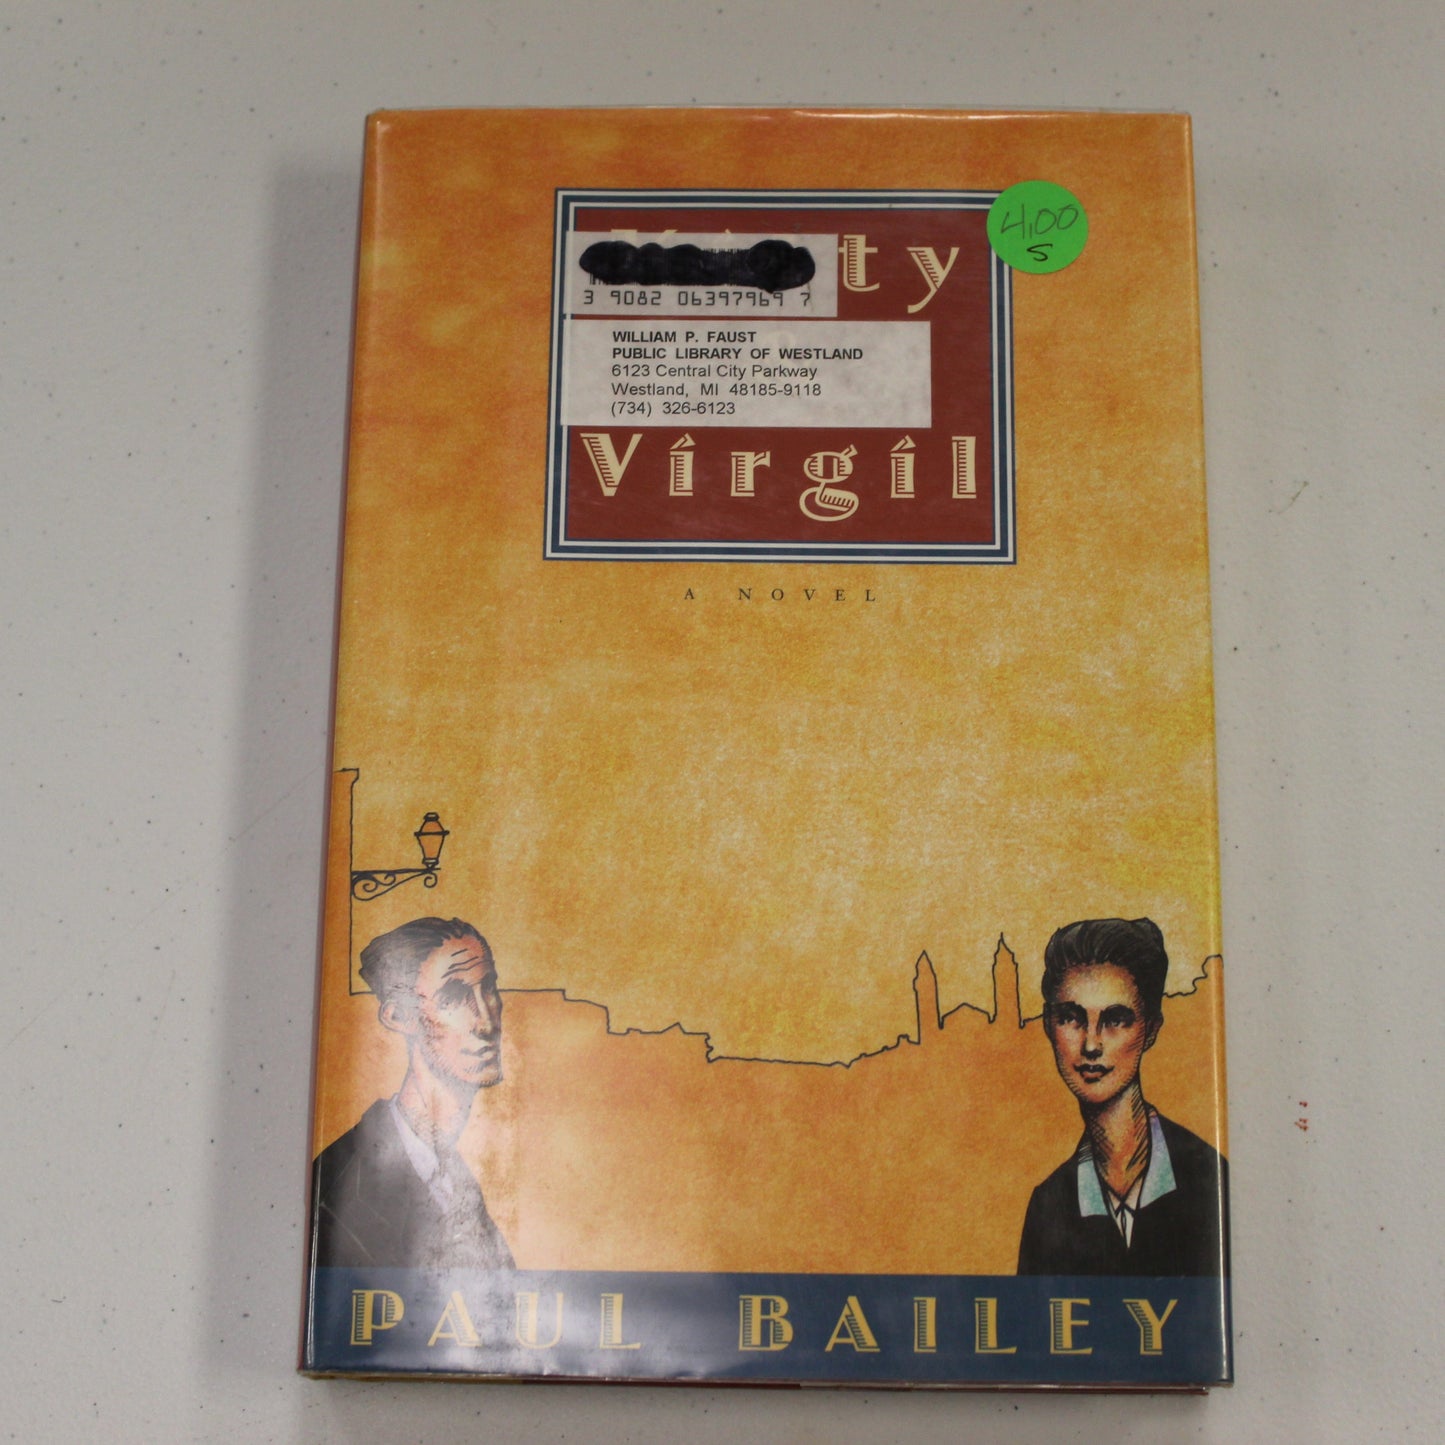 ty
4.00
S
3 9082 06397969 7
WILLIAM P. FAUST
PUBLIC LIBRARY OF WESTLAND
6123 Central City Parkway
Westland, MI 48185-9118
(734) 326-6123
Virgil
A NOVEL
PAUL BAILEY